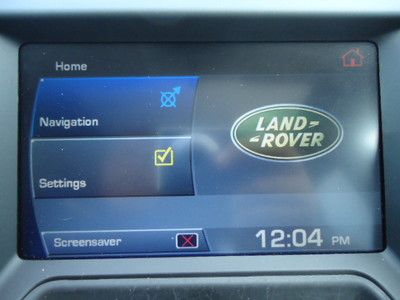 Home
Navigation
LAND-
-ROVER
Settings
Screensaver
12:04 PM